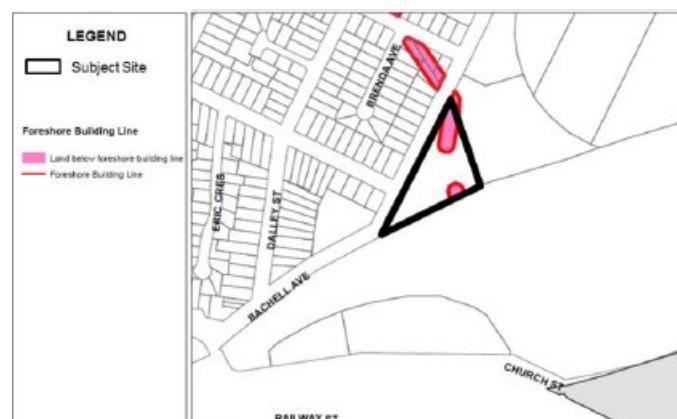 LEGEND
Subject Site
Foreshore Building Line
Land below foreshore building line
Foreshore Building Line
BRENDA AVE
ERIC CRES
DALLEY ST
BACHELL AVE
CHURCH ST
RAILWAY ST